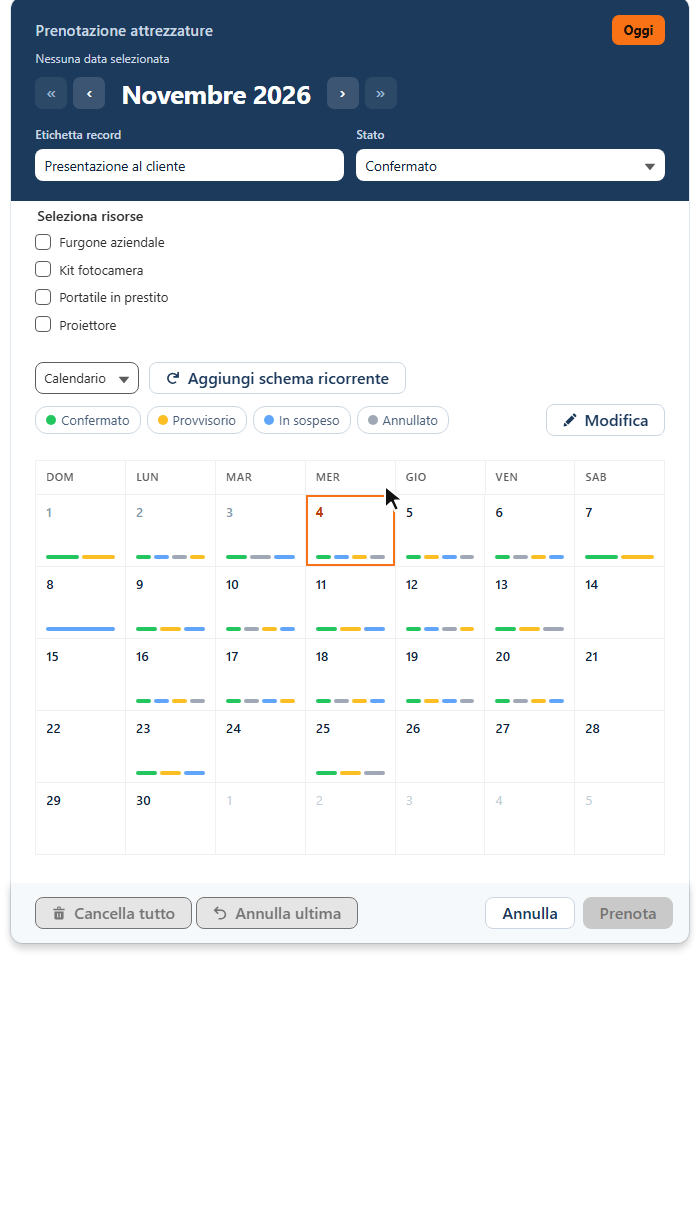 Prenotazione attrezzature
Oggi
Nessuna data selezionata
« ‹ Novembre 2026 › »
Etichetta record
Stato
Presentazione al cliente
Confermato
Seleziona risorse
Furgone aziendale
Kit fotocamera
Portatile in prestito
Proiettore
Calendario
Aggiungi schema ricorrente
Confermato
Provvisorio
In sospeso
Annullato
Modifica
DOM LUN MAR MER GIO VEN SAB
1 2 3 4 5 6 7
8 9 10 11 12 13 14
15 16 17 18 19 20 21
22 23 24 25 26 27 28
29 30 1 2 3 4 5
Cancella tutto
Annulla ultima
Annulla
Prenota